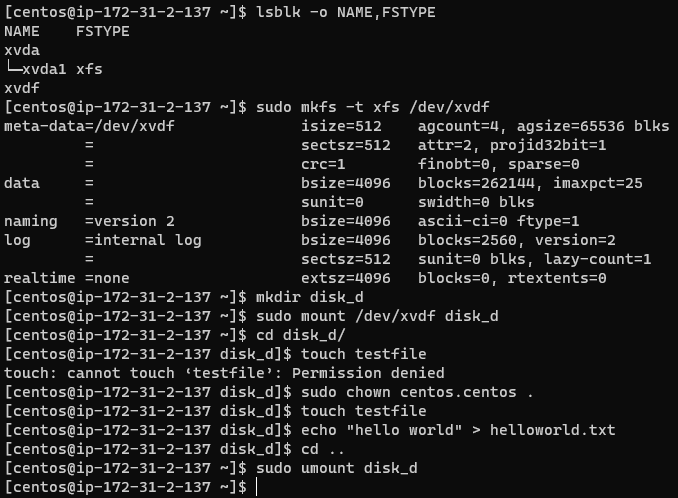 [centos@ip-172-31-2-137 ~]$ lsblk -o NAME,FSTYPE
NAME    FSTYPE
xvda
└─xvda1 xfs
xvdf
[centos@ip-172-31-2-137 ~]$ sudo mkfs -t xfs /dev/xvdf
meta-data=/dev/xvdf              isize=512    agcount=4, agsize=65536 blks
         =                       sectsz=512   attr=2, projid32bit=1
         =                       crc=1        finobt=0, sparse=0
data     =                       bsize=4096   blocks=262144, imaxpct=25
         =                       sunit=0      swidth=0 blks
naming   =version 2              bsize=4096   ascii-ci=0 ftype=1
log      =internal log           bsize=4096   blocks=2560, version=2
         =                       sectsz=512   sunit=0 blks, lazy-count=1
realtime =none                   extsz=4096   blocks=0, rtextents=0
[centos@ip-172-31-2-137 ~]$ mkdir disk_d
[centos@ip-172-31-2-137 ~]$ sudo mount /dev/xvdf disk_d
[centos@ip-172-31-2-137 ~]$ cd disk_d/
[centos@ip-172-31-2-137 disk_d]$ touch testfile
touch: cannot touch ‘testfile’: Permission denied
[centos@ip-172-31-2-137 disk_d]$ sudo chown centos.centos .
[centos@ip-172-31-2-137 disk_d]$ touch testfile
[centos@ip-172-31-2-137 disk_d]$ echo "hello world" > helloworld.txt
[centos@ip-172-31-2-137 disk_d]$ cd ..
[centos@ip-172-31-2-137 ~]$ sudo umount disk_d
[centos@ip-172-31-2-137 ~]$